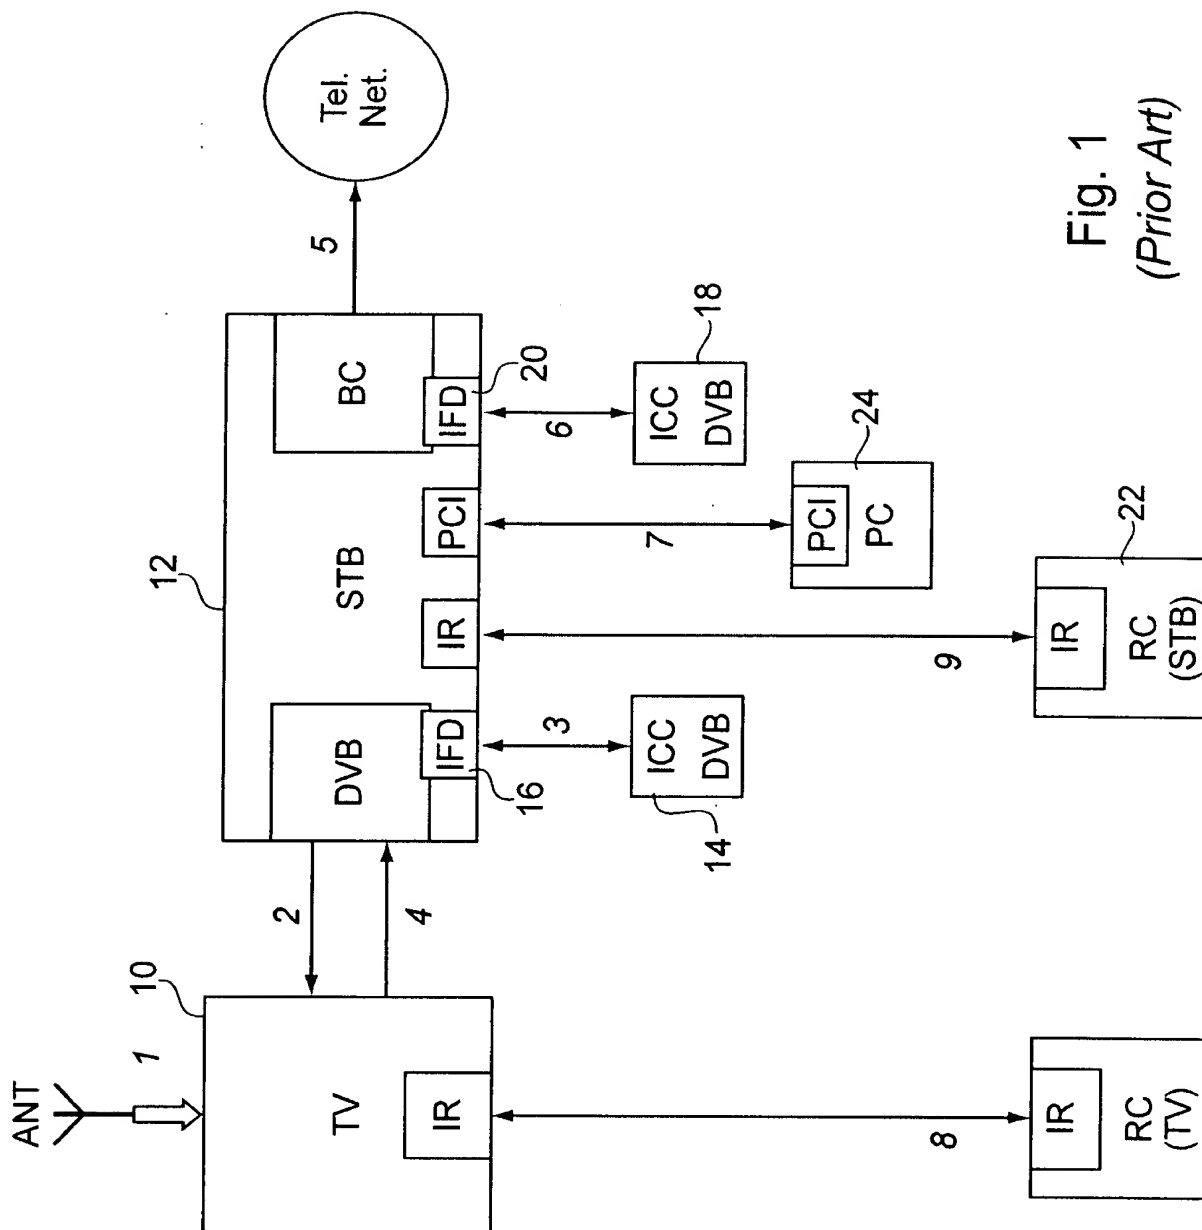 ANT
1
10
TV
IR
8
IR
RC
(TV)
2
4
12
STB
DVB
IFD
16
3
ICC
DVB
14
IR
9
IR
RC
(STB)
22
PCI
7
PCI
PC
24
BC
IFD
20
6
ICC
DVB
18
5
Tel.
Net.
Fig. 1
(Prior Art)